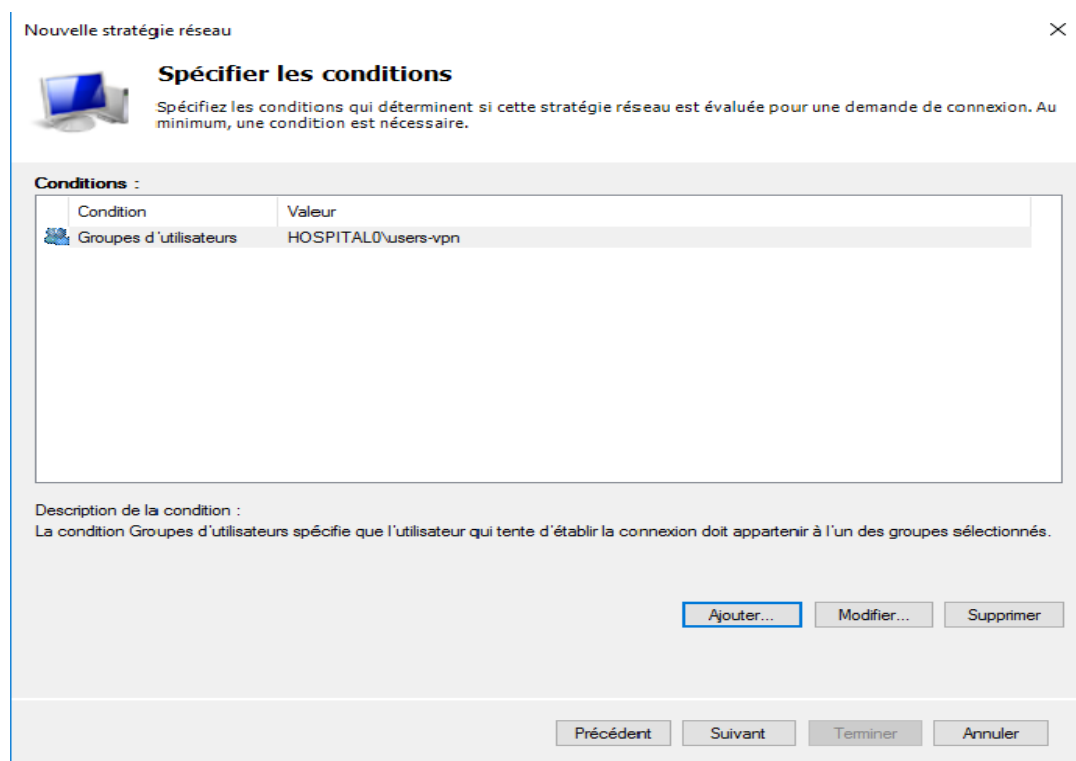 Nouvelle stratégie réseau
Spécifier les conditions
Spécifiez les conditions qui déterminent si cette stratégie réseau est évaluée pour une demande de connexion. Au
minimum, une condition est nécessaire.
Conditions :
Condition Valeur
Groupes d'utilisateurs HOSPITAL0\users-vpn
Description de la condition :
La condition Groupes d'utilisateurs spécifie que l'utilisateur qui tente d'établir la connexion doit appartenir à l'un des groupes sélectionnés.
Ajouter... Modifier... Supprimer
Précédent Suivant Terminer Annuler